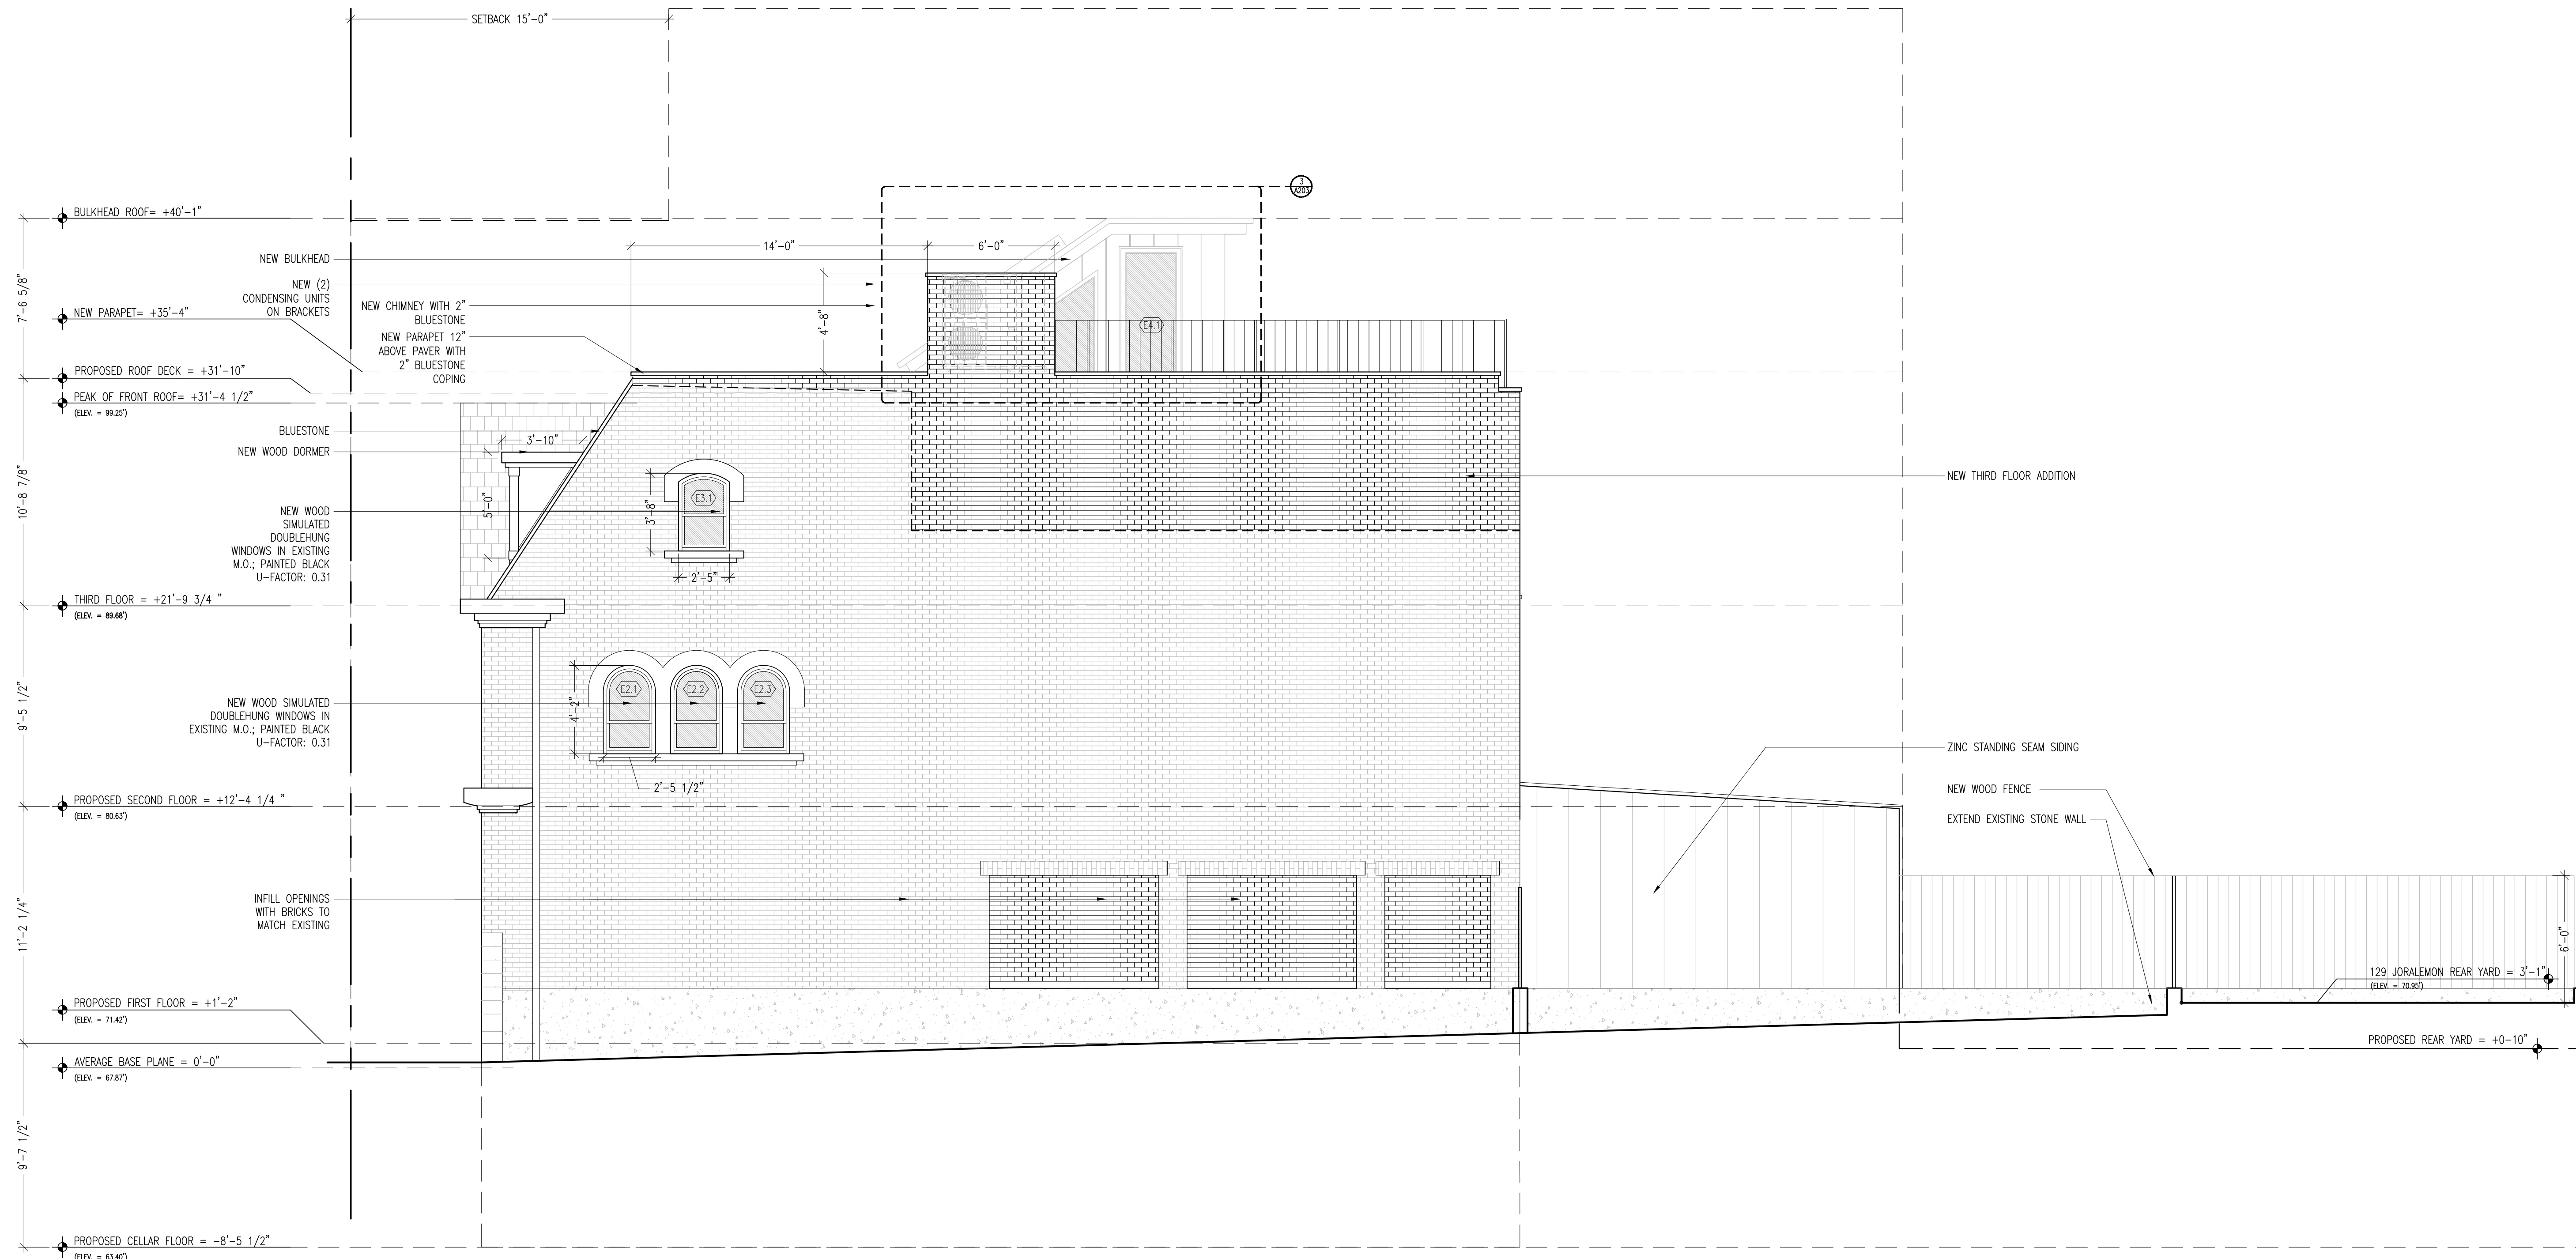 SETBACK 15'-0"
3
A203
BULKHEAD ROOF= +40'-1"
14'-0"
6'-0"
NEW BULKHEAD
7'-6 5/8"
NEW (2)
CONDENSING UNITS
ON BRACKETS
NEW CHIMNEY WITH 2"
BLUESTONE
NEW PARAPET= +35'-4"
4'-8"
E4.1
NEW PARAPET 12"
ABOVE PAVER WITH
2" BLUESTONE
COPING
PROPOSED ROOF DECK = +31'-10"
PEAK OF FRONT ROOF= +31'-4 1/2"
(ELEV. = 99.25')
BLUESTONE
3'-10"
NEW WOOD DORMER
10'-8 7/8"
5'-0"
3'-8"
E3.1
NEW THIRD FLOOR ADDITION
NEW WOOD
SIMULATED
DOUBLEHUNG
WINDOWS IN EXISTING
M.O.; PAINTED BLACK
U-FACTOR: 0.31
2'-5"
THIRD FLOOR = +21'-9 3/4 "
(ELEV. = 89.68')
9'-5 1/2"
E2.1
E2.2
E2.3
4'-2"
NEW WOOD SIMULATED
DOUBLEHUNG WINDOWS IN
EXISTING M.O.; PAINTED BLACK
U-FACTOR: 0.31
ZINC STANDING SEAM SIDING
2'-5 1/2"
NEW WOOD FENCE
PROPOSED SECOND FLOOR = +12'-4 1/4 "
(ELEV. = 80.63')
EXTEND EXISTING STONE WALL
11'-2 1/4"
INFILL OPENINGS
WITH BRICKS TO
MATCH EXISTING
6'-0"
129 JORALEMON REAR YARD = 3'-1"
(ELEV. = 70.95')
PROPOSED FIRST FLOOR = +1'-2"
(ELEV. = 71.42')
PROPOSED REAR YARD = +0-10"
AVERAGE BASE PLANE = 0'-0"
(ELEV. = 67.87')
9'-7 1/2"
PROPOSED CELLAR FLOOR = -8'-5 1/2"
(ELEV. = 63.40')